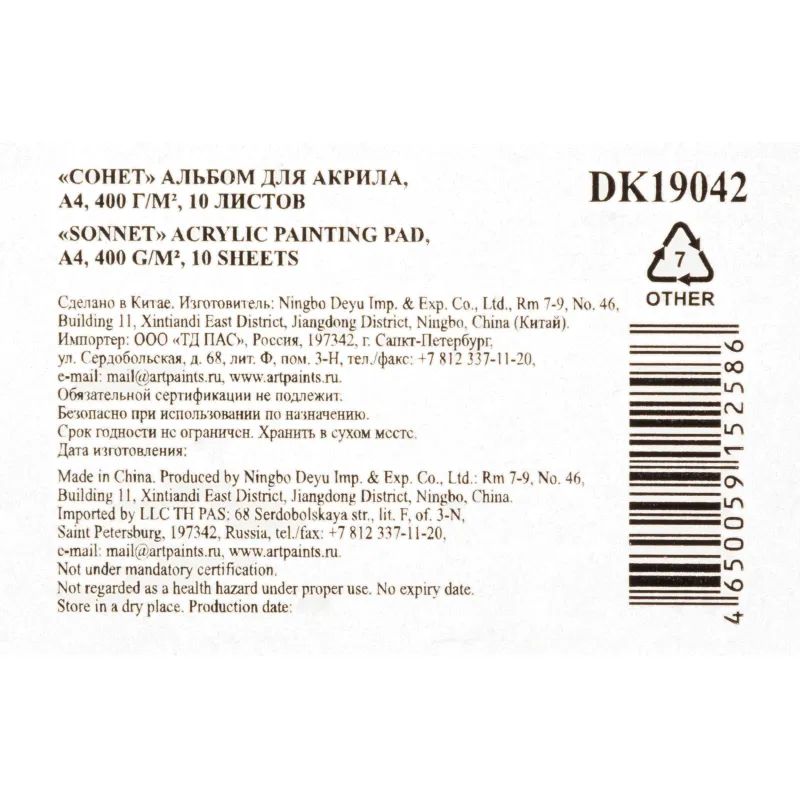 «СОНЕТ» АЛЬБОМ ДЛЯ АКРИЛА,
А4, 400 Г/М², 10 ЛИСТОВ
«SONNET» ACRYLIC PAINTING PAD,
A4, 400 G/M², 10 SHEETS
DK19042
7
OTHER
Сделано в Китае. Изготовитель: Ningbo Deyu Imp. & Exp. Co., Ltd., Rm 7-9, No. 46,
Building 11, Xintiandi East District, Jiangdong District, Ningbo, China (Китай).
Импортер: ООО «ТД ПАС», Россия, 197342, г. Санкт-Петербург,
ул. Сердобольская, д. 68, лит. Ф, пом. 3-Н, тел./факс: +7 812 337-11-20,
e-mail: mail@artpaints.ru, www.artpaints.ru.
Обязательной сертификации не подлежит.
Безопасно при использовании по назначению.
Срок годности не ограничен. Хранить в сухом месте.
Дата изготовления:
Made in China. Produced by Ningbo Deyu Imp. & Exp. Co., Ltd.: Rm 7-9, No. 46,
Building 11, Xintiandi East District, Jiangdong District, Ningbo, China.
Imported by LLC TH PAS; 68 Serdobolskaya str., lit. F, of. 3-N,
Saint Petersburg, 197342, Russia, tel./fax: +7 812 337-11-20,
e-mail: mail@artpaints.ru, www.artpaints.ru.
Not under mandatory certification.
Not regarded as a health hazard under proper use. No expiry date.
Store in a dry place. Production date:
4 650059 152586